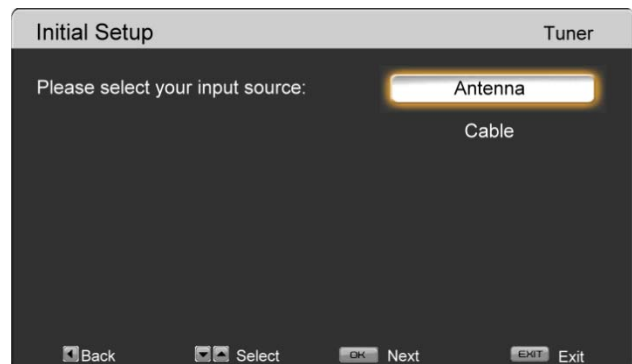 Initial Setup Tuner
Please select your input source: Antenna
Cable
Back Select OK Next EXIT Exit